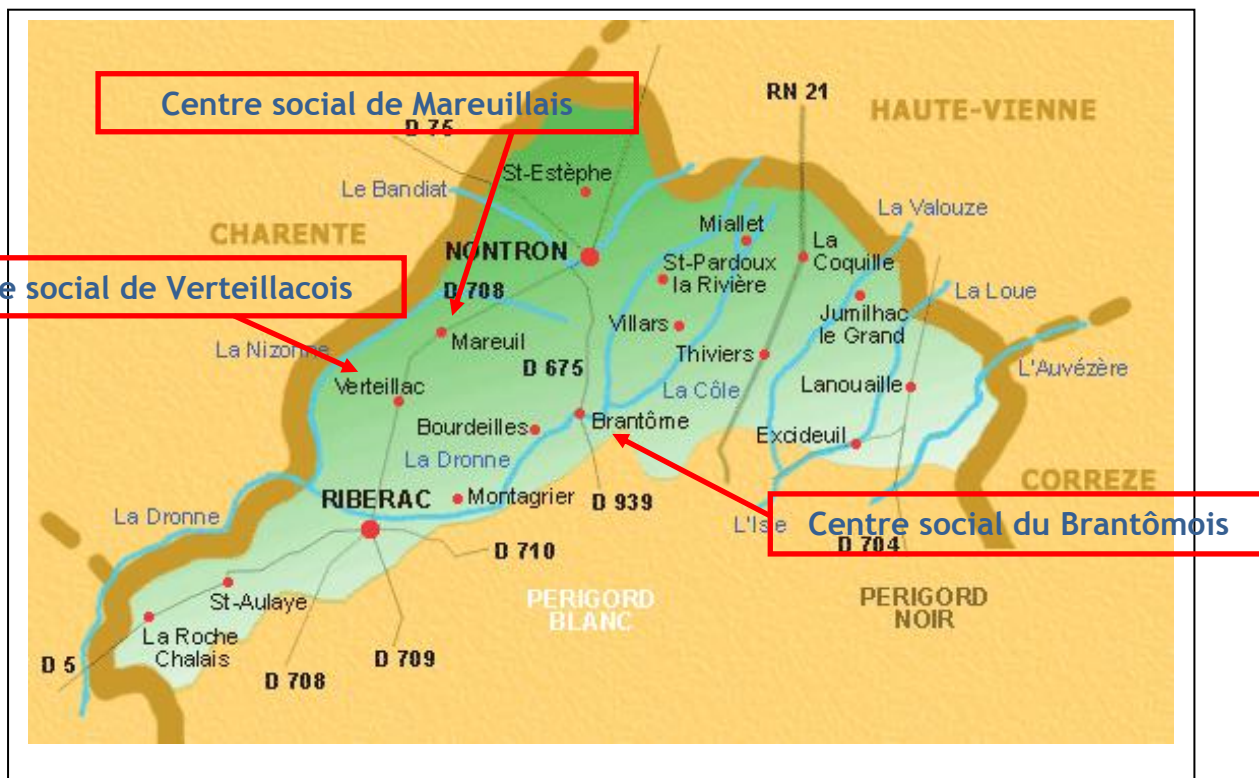 Centre social de Mareuillais
RN 21
HAUTE-VIENNE
D 75
St-Estèphe
Le Bandiat
La Valouze
CHARENTE
Miallet
La
Coquille
NONTRON
St-Pardoux
la Rivière
social de Verteillacois
D 708
La Loue
Jumilhac
le Grand
Villars
Mareuil
La Nizonne
Thiviers
D 675
L'Auvézère
Verteillac
La Côle
Lanouaille
Bourdeilles
Brantôme
Excideuil
La Dronne
CORREZE
RIBERAC
Montagrier
D 939
La Dronne
L'Isle
Centre social du Brantômois
D 704
D 710
St-Aulaye
PERIGORD
BLANC
PERIGORD
NOIR
La Roche
Chalais
D 5
D 709
D 708